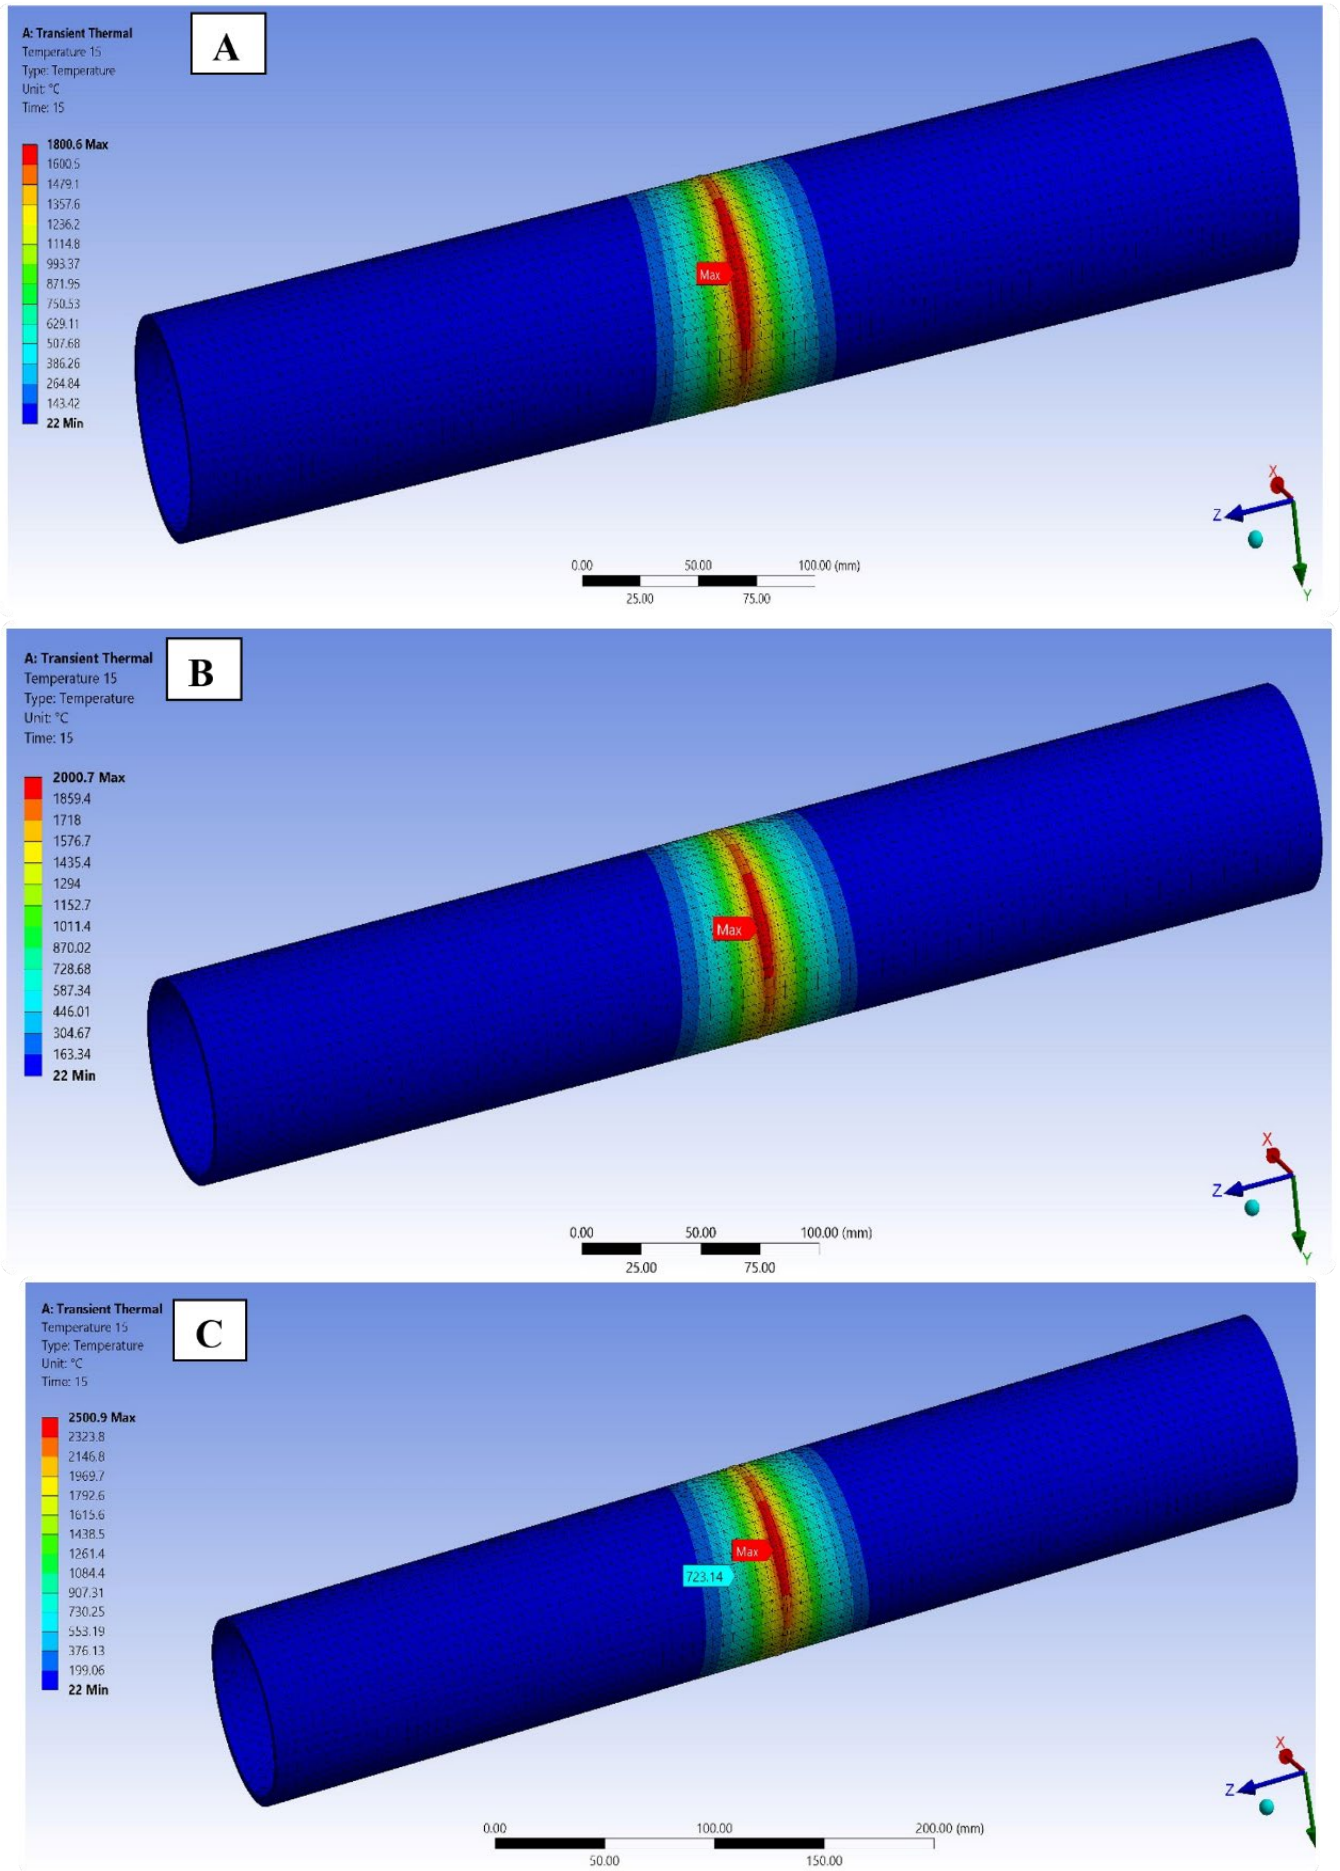 A: Transient Thermal
Temperature 15
Type: Temperature
Unit: °C
Time: 15
A
1800.6 Max
1600.5
1479.1
1357.6
1236.2
1114.8
993.37
871.95
750.53
629.11
507.68
386.26
264.84
143.42
22 Min
Max
X
Z
Y
0.00 50.00 100.00 (mm)
25.00 75.00
A: Transient Thermal
Temperature 15
Type: Temperature
Unit: °C
Time: 15
B
2000.7 Max
1859.4
1718
1576.7
1435.4
1294
1152.7
1011.4
870.02
728.68
587.34
446.01
304.67
163.34
22 Min
Max
X
Z
Y
0.00 50.00 100.00 (mm)
25.00 75.00
A: Transient Thermal
Temperature 15
Type: Temperature
Unit: °C
Time: 15
C
2500.9 Max
2323.8
2146.8
1969.7
1792.6
1615.6
1438.5
1261.4
1084.4
907.31
730.25
553.19
376.13
199.06
22 Min
Max
723.14
X
Z
0.00 100.00 200.00 (mm)
50.00 150.00